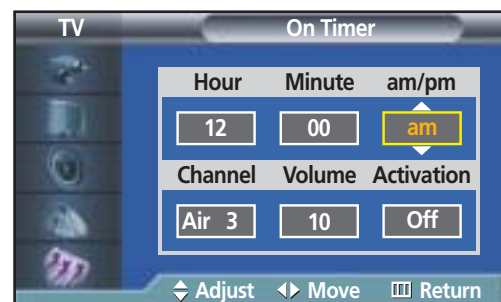 TV On Timer
Hour Minute am/pm
12 00 am
Channel Volume Activation
Air 3 10 Off
Adjust Move Return